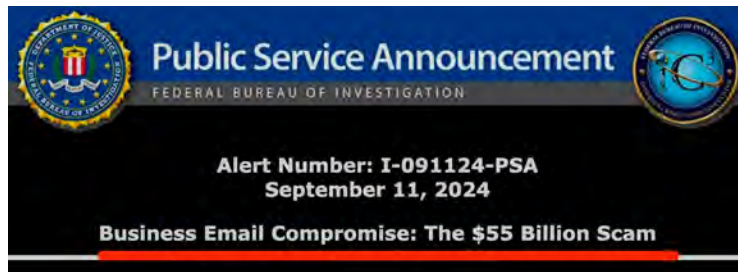 Public Service Announcement
FEDERAL BUREAU OF INVESTIGATION
Alert Number: I-091124-PSA
September 11, 2024
Business Email Compromise: The $55 Billion Scam